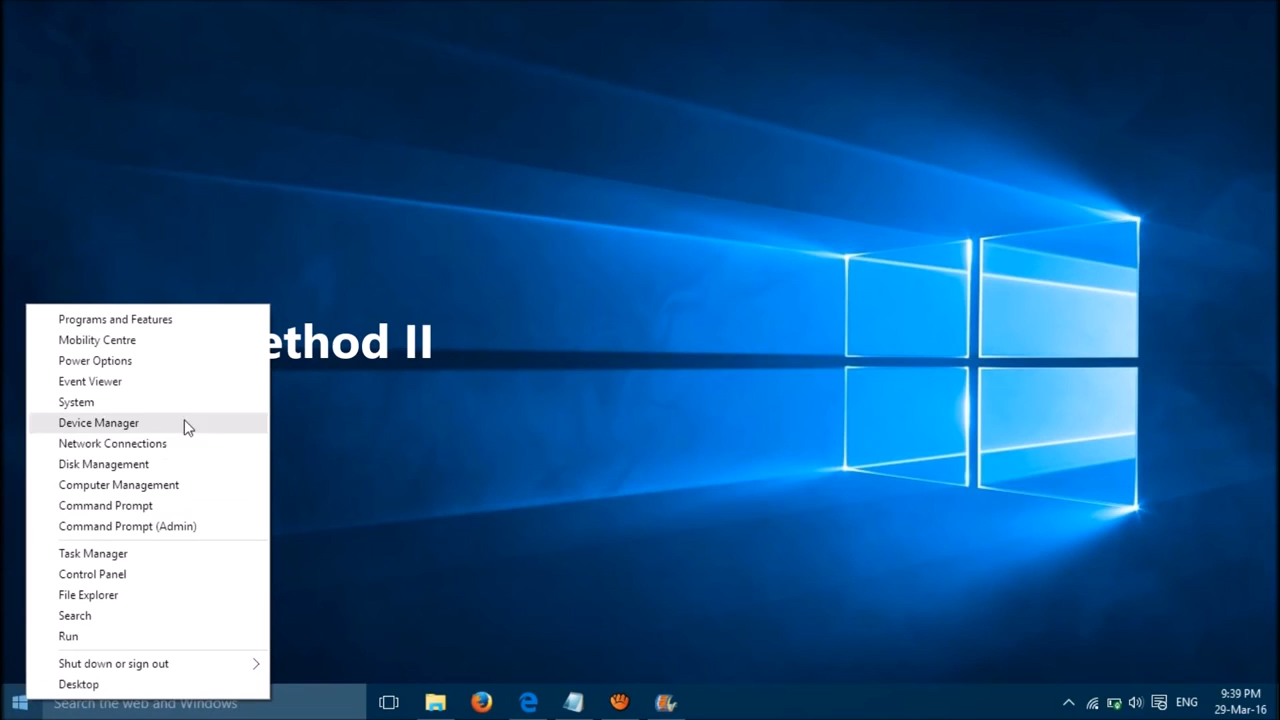 Programs and Features
Mobility Centre
ethod II
Power Options
Event Viewer
System
Device Manager
Network Connections
Disk Management
Computer Management
Command Prompt
Command Prompt (Admin)
Task Manager
Control Panel
File Explorer
Search
Run
Shut down or sign out
Desktop
Search the web and Windows
ENG
9:39 PM
29-Mar-16